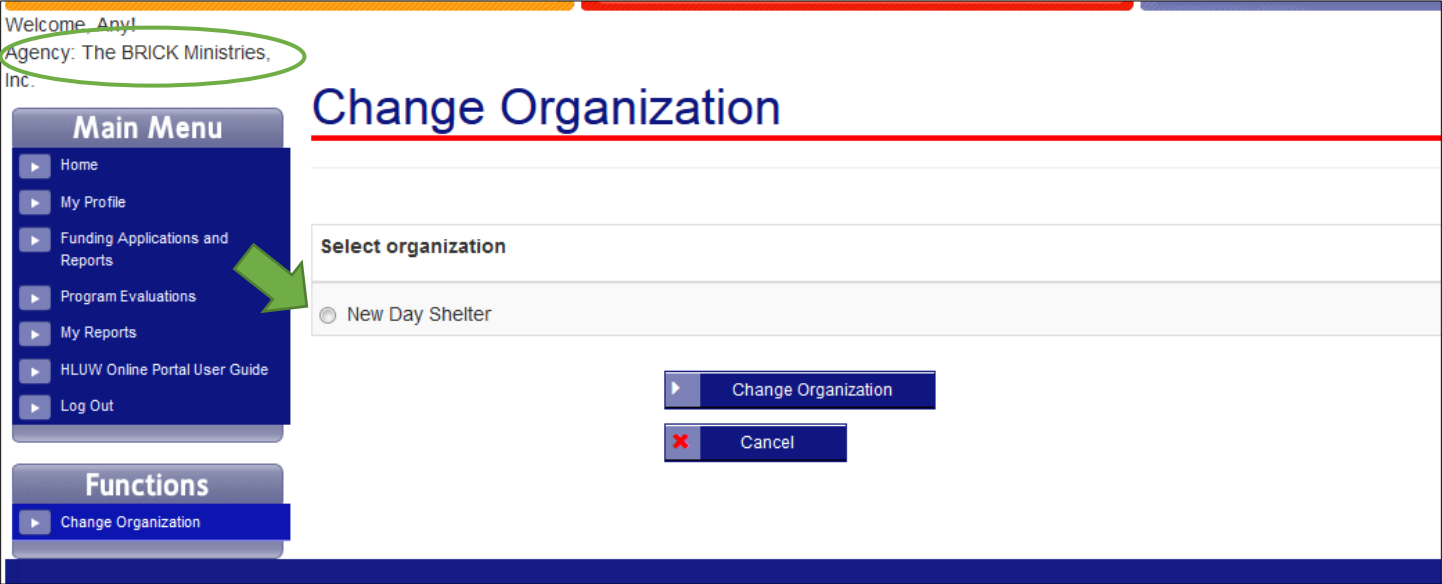 Welcome, Any!
Agency: The BRICK Ministries,
Inc.
Change Organization
Main Menu
Home
My Profile
Funding Applications and
Reports
Program Evaluations
My Reports
HLUW Online Portal User Guide
Log Out
Functions
Change Organization
Select organization
New Day Shelter
Change Organization
Cancel